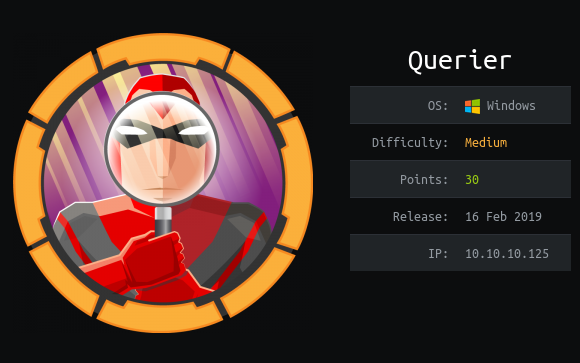 Querier
OS: Windows
Difficulty: Medium
Points: 30
Release: 16 Feb 2019
IP: 10.10.10.125